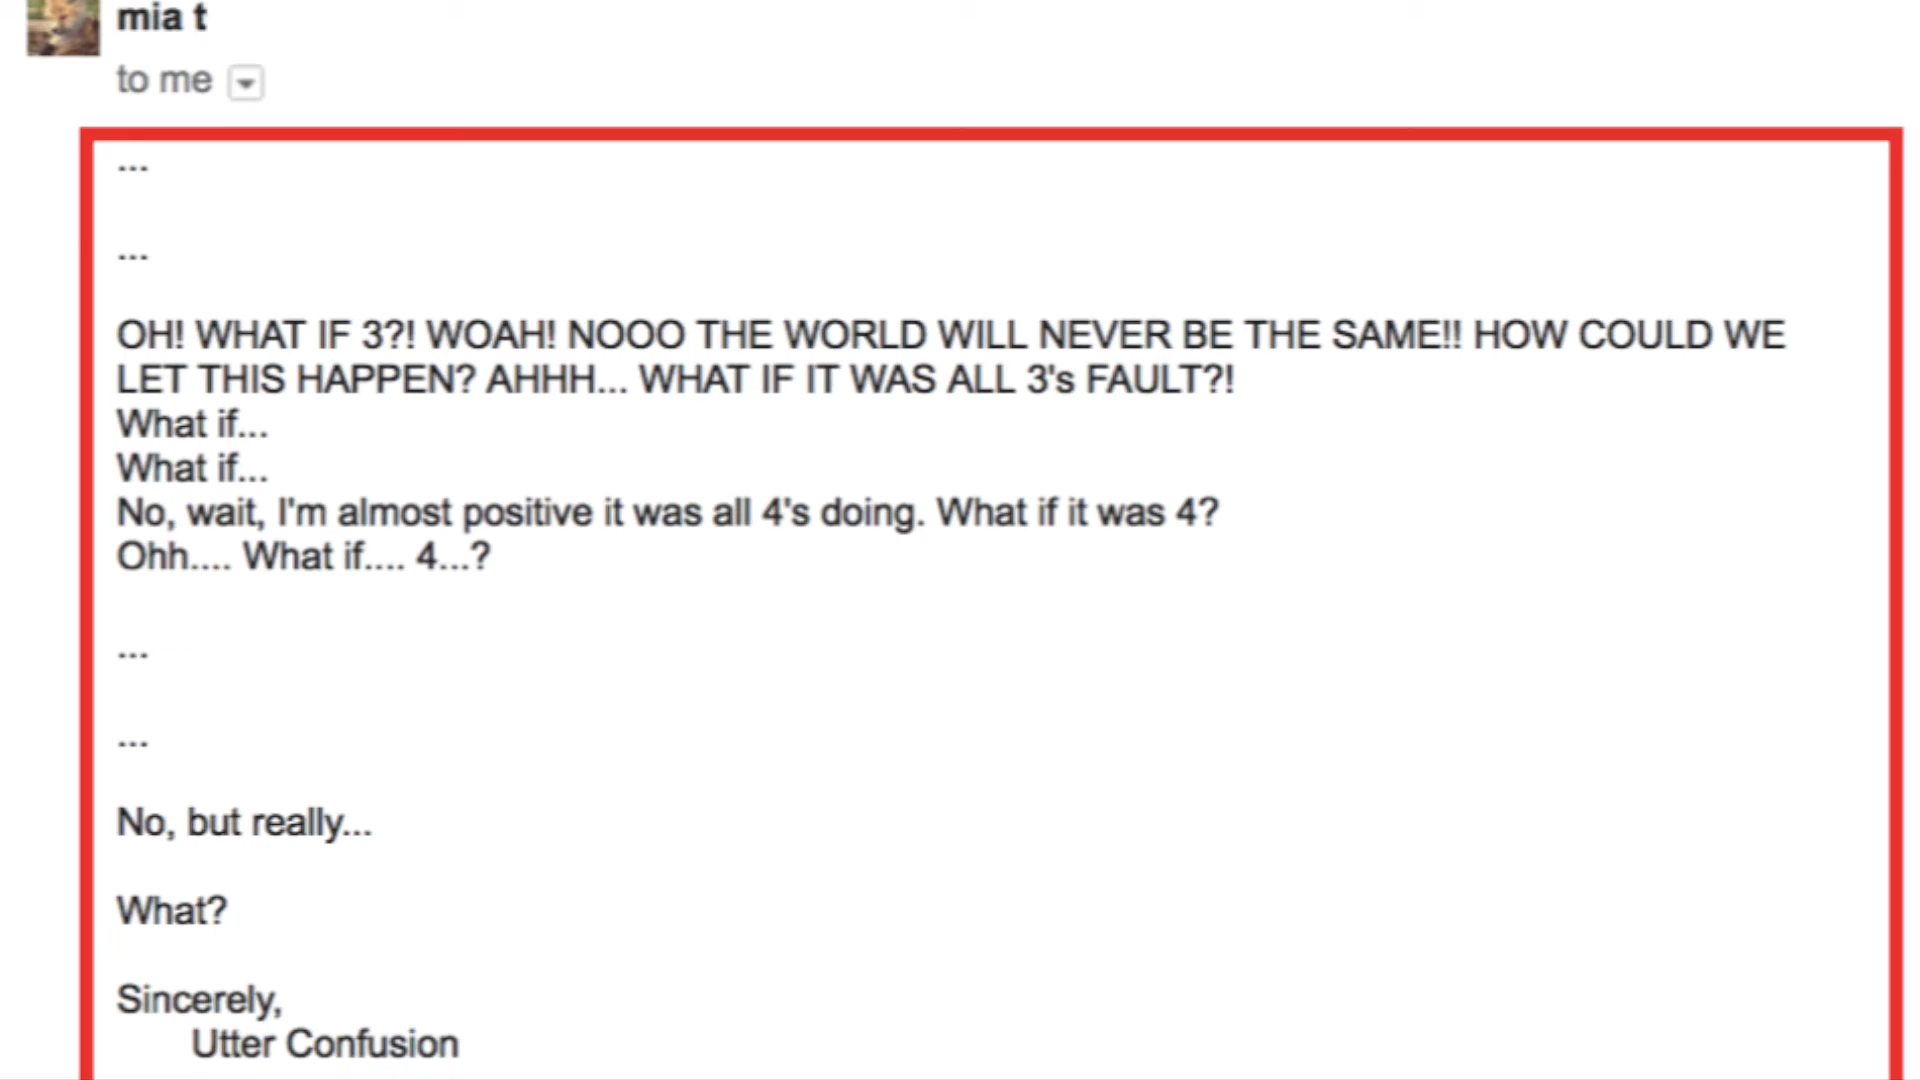 mia t
to me
...
...
OH! WHAT IF 3?! WOAH! NOOO THE WORLD WILL NEVER BE THE SAME!! HOW COULD WE
LET THIS HAPPEN? AHHH... WHAT IF IT WAS ALL 3's FAULT?!
What if...
What if...
No, wait, I'm almost positive it was all 4's doing. What if it was 4?
Ohh.... What if.... 4...?
...
...
No, but really...
What?
Sincerely,
Utter Confusion